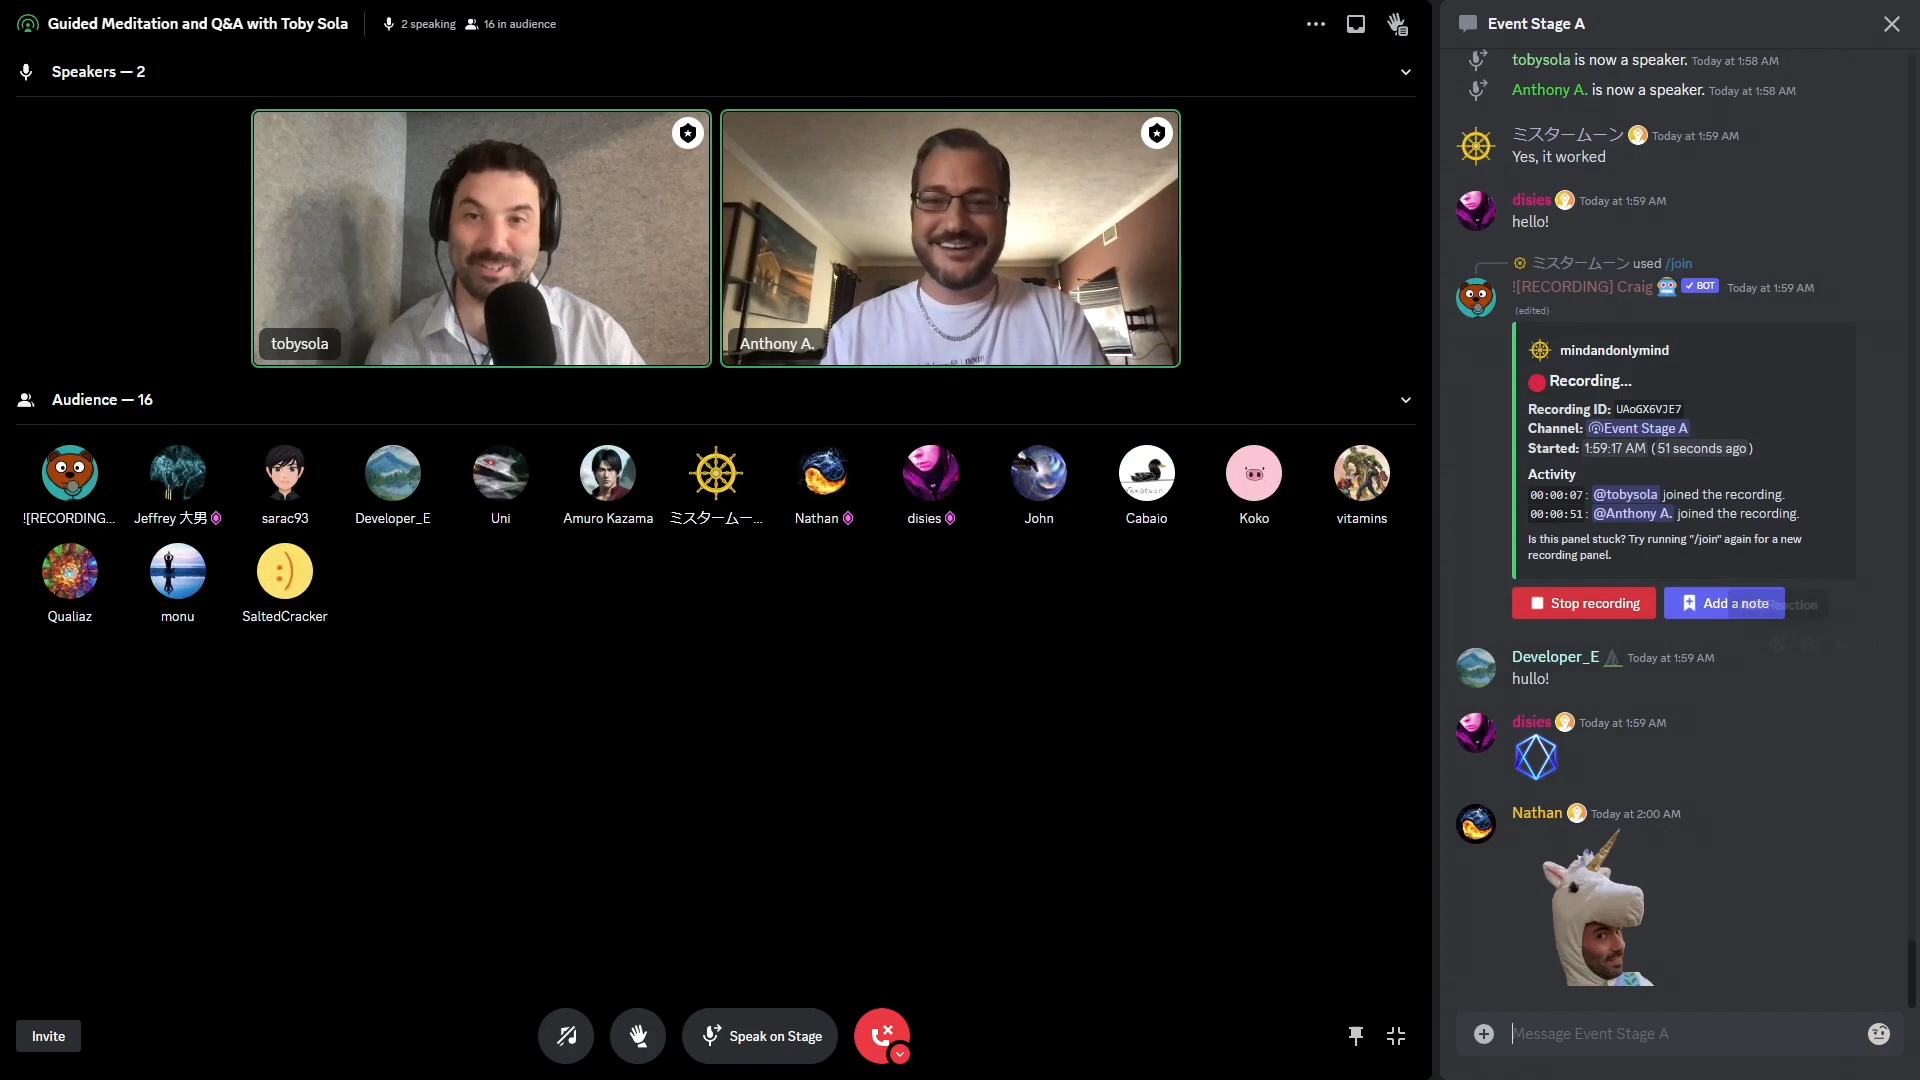 Guided Meditation and Q&A with Toby Sola
2 speaking
16 in audience
Speakers — 2
tobysola
Anthony A.
Audience — 16
![RECORDING...
Jeffrey 大男
sarac93
Developer_E
Uni
Amuro Kazama
ミスタームー...
Nathan
disies
John
Cabaio
Koko
vitamins
Qualiaz
monu
SaltedCracker
Invite
Speak on Stage
Event Stage A
tobysola is now a speaker. Today at 1:58 AM
Anthony A. is now a speaker. Today at 1:58 AM
ミスタームーン Today at 1:59 AM
Yes, it worked
disies Today at 1:59 AM
hello!
ミスタームーン used /join
![RECORDING] Craig BOT Today at 1:59 AM
(edited)
mindandonlymind
Recording...
Recording ID: UAoGX6VJE7
Channel: Event Stage A
Started: 1:59:17 AM (51 seconds ago)
Activity
00:00:07: @tobysola joined the recording.
00:00:51: @Anthony A. joined the recording.
Is this panel stuck? Try running "/join" again for a new
recording panel.
Stop recording
Add a note
Developer_E Today at 1:59 AM
hullo!
disies Today at 1:59 AM
Nathan Today at 2:00 AM
Message Event Stage A